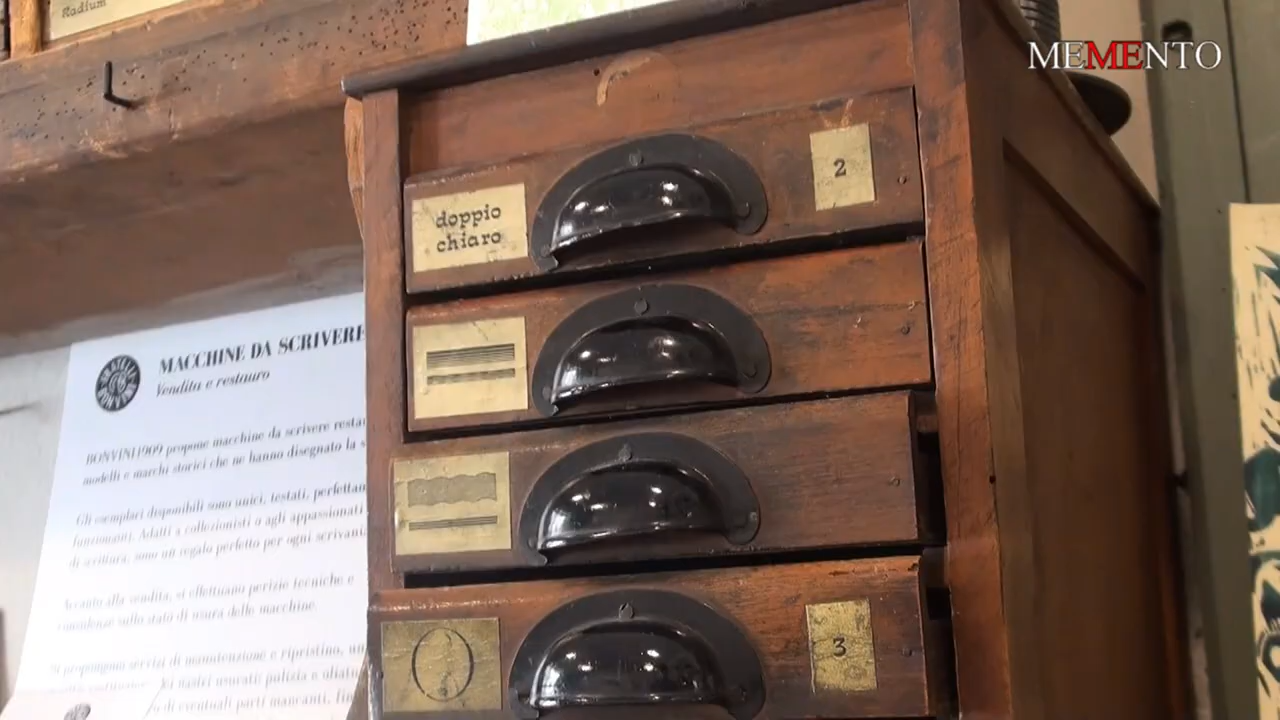 Radium
MEMENTO
2
doppio
chiaro
MACCHINE DA SCRIVERE
Vendita e restauro
BONVINI1909 propone macchine da scrivere
modelli e marchi storici che ne hanno disegnato la
Gli esemplari disponibili sono unici, testati,
funzionanti. Adatti a collezionisti o agli appassionati
di scrittura, sono un regalo perfetto per ogni
Accanto alla vendita, si effettuano perizie tecniche e
consulenze sullo stato di usura delle macchine.
Si propongono servizi di manutenzione e ripristino,
nastri usurati, pulizia e
di eventuali parti mancanti,
3